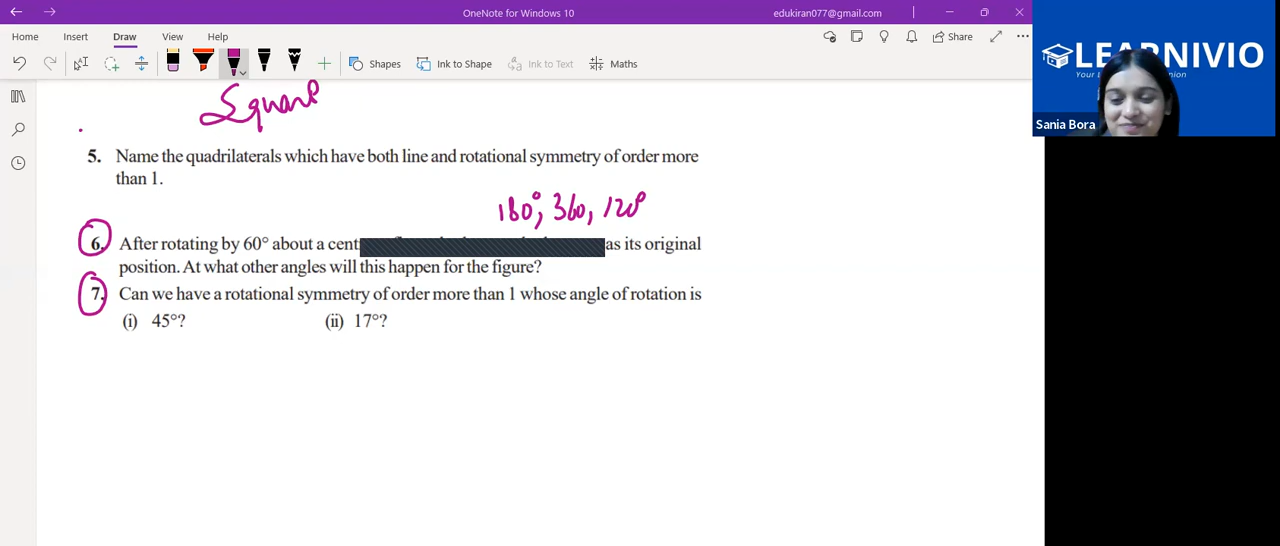 OneNote for Windows 10
edukiran077@gmail.com
Home Insert Draw View Help
Share
Shapes Ink to Shape Ink to Text Maths
LEARNIVIO
Sania Bora
Square
5. Name the quadrilaterals which have both line and rotational symmetry of order more
than 1.
180°, 360, 120°
6. After rotating by 60° about a as its original
position. At what other angles will this happen for the figure?
7. Can we have a rotational symmetry of order more than 1 whose angle of rotation is
(i) 45°? (ii) 17°?